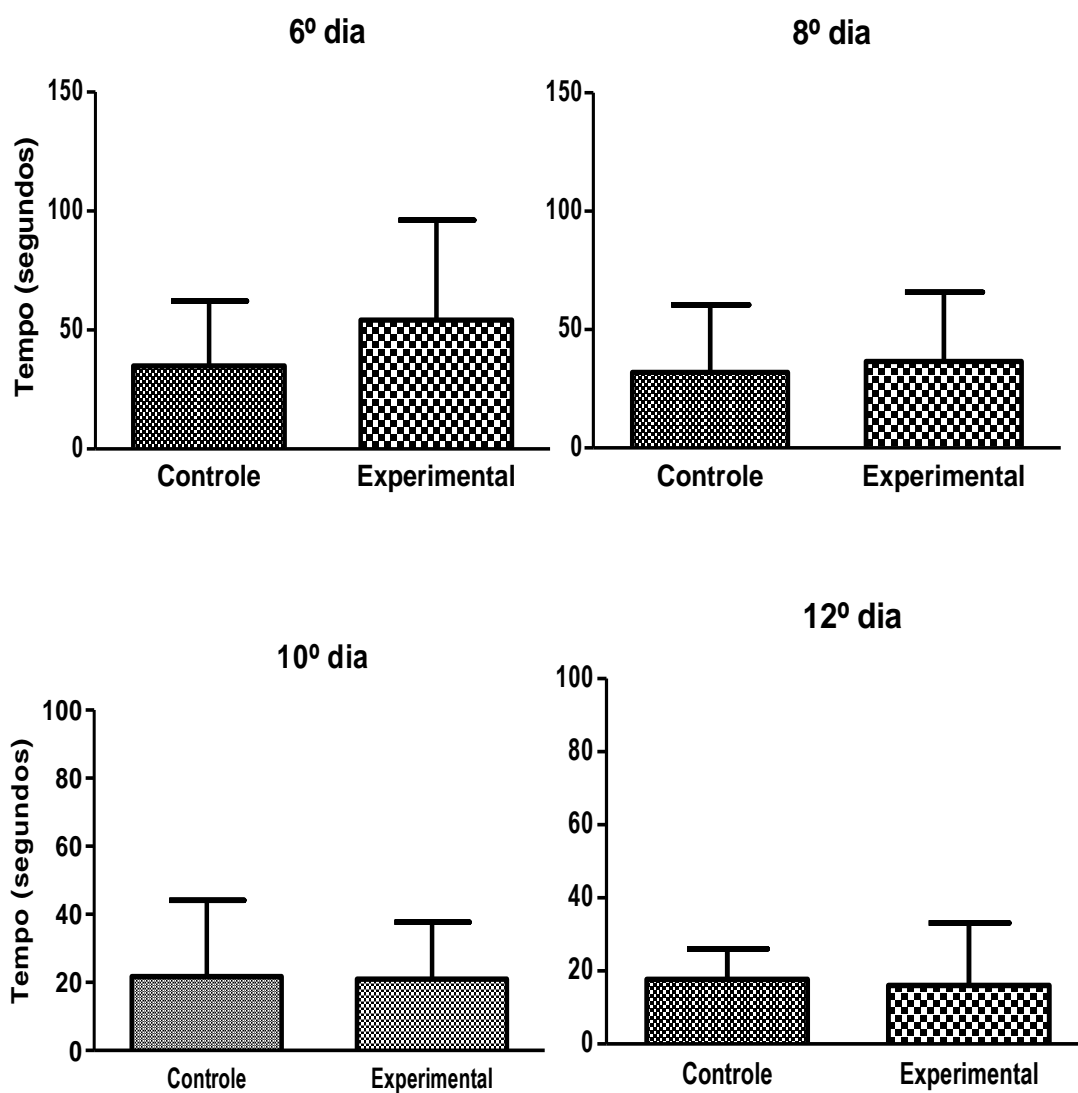 6º dia
150
100
50
0
Tempo (segundos)
Controle
Experimental
8º dia
150
100
50
0
Controle
Experimental
10º dia
100
80
60
40
20
0
Tempo (segundos)
Controle
Experimental
12º dia
100
80
60
40
20
0
Controle
Experimental